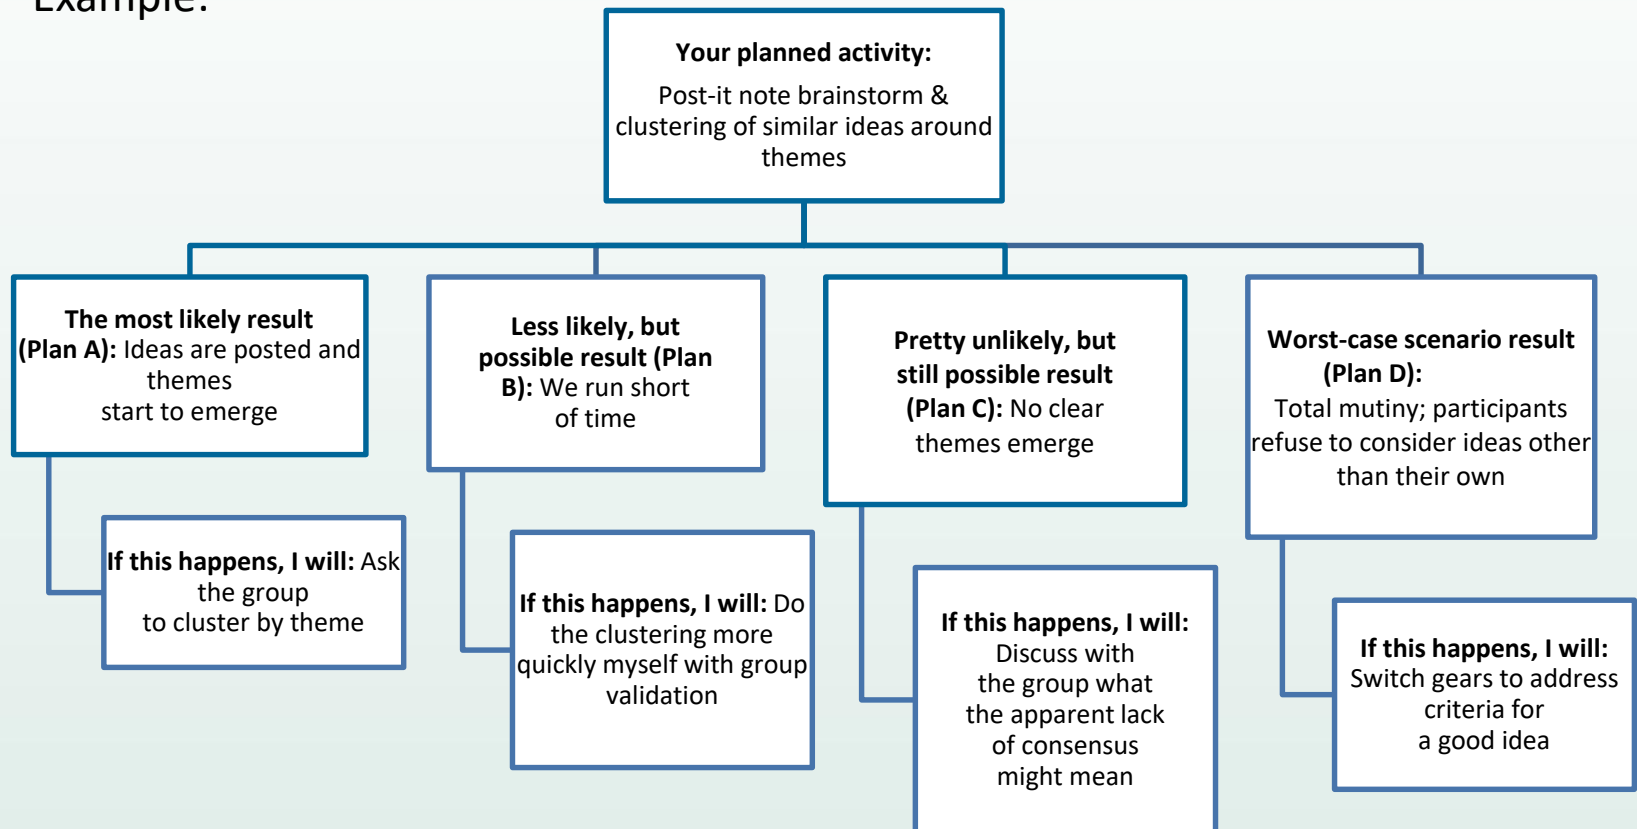 Example:
Your planned activity:
Post-it note brainstorm &
clustering of similar ideas around
themes
The most likely result
(Plan A): Ideas are posted and
themes
start to emerge
If this happens, I will: Ask
the group
to cluster by theme
Less likely, but
possible result (Plan
B): We run short
of time
If this happens, I will: Do
the clustering more
quickly myself with group
validation
Pretty unlikely, but
still possible result
(Plan C): No clear
themes emerge
If this happens, I will:
Discuss with
the group what
the apparent lack
of consensus
might mean
Worst-case scenario result
(Plan D):
Total mutiny; participants
refuse to consider ideas other
than their own
If this happens, I will:
Switch gears to address
criteria for
a good idea